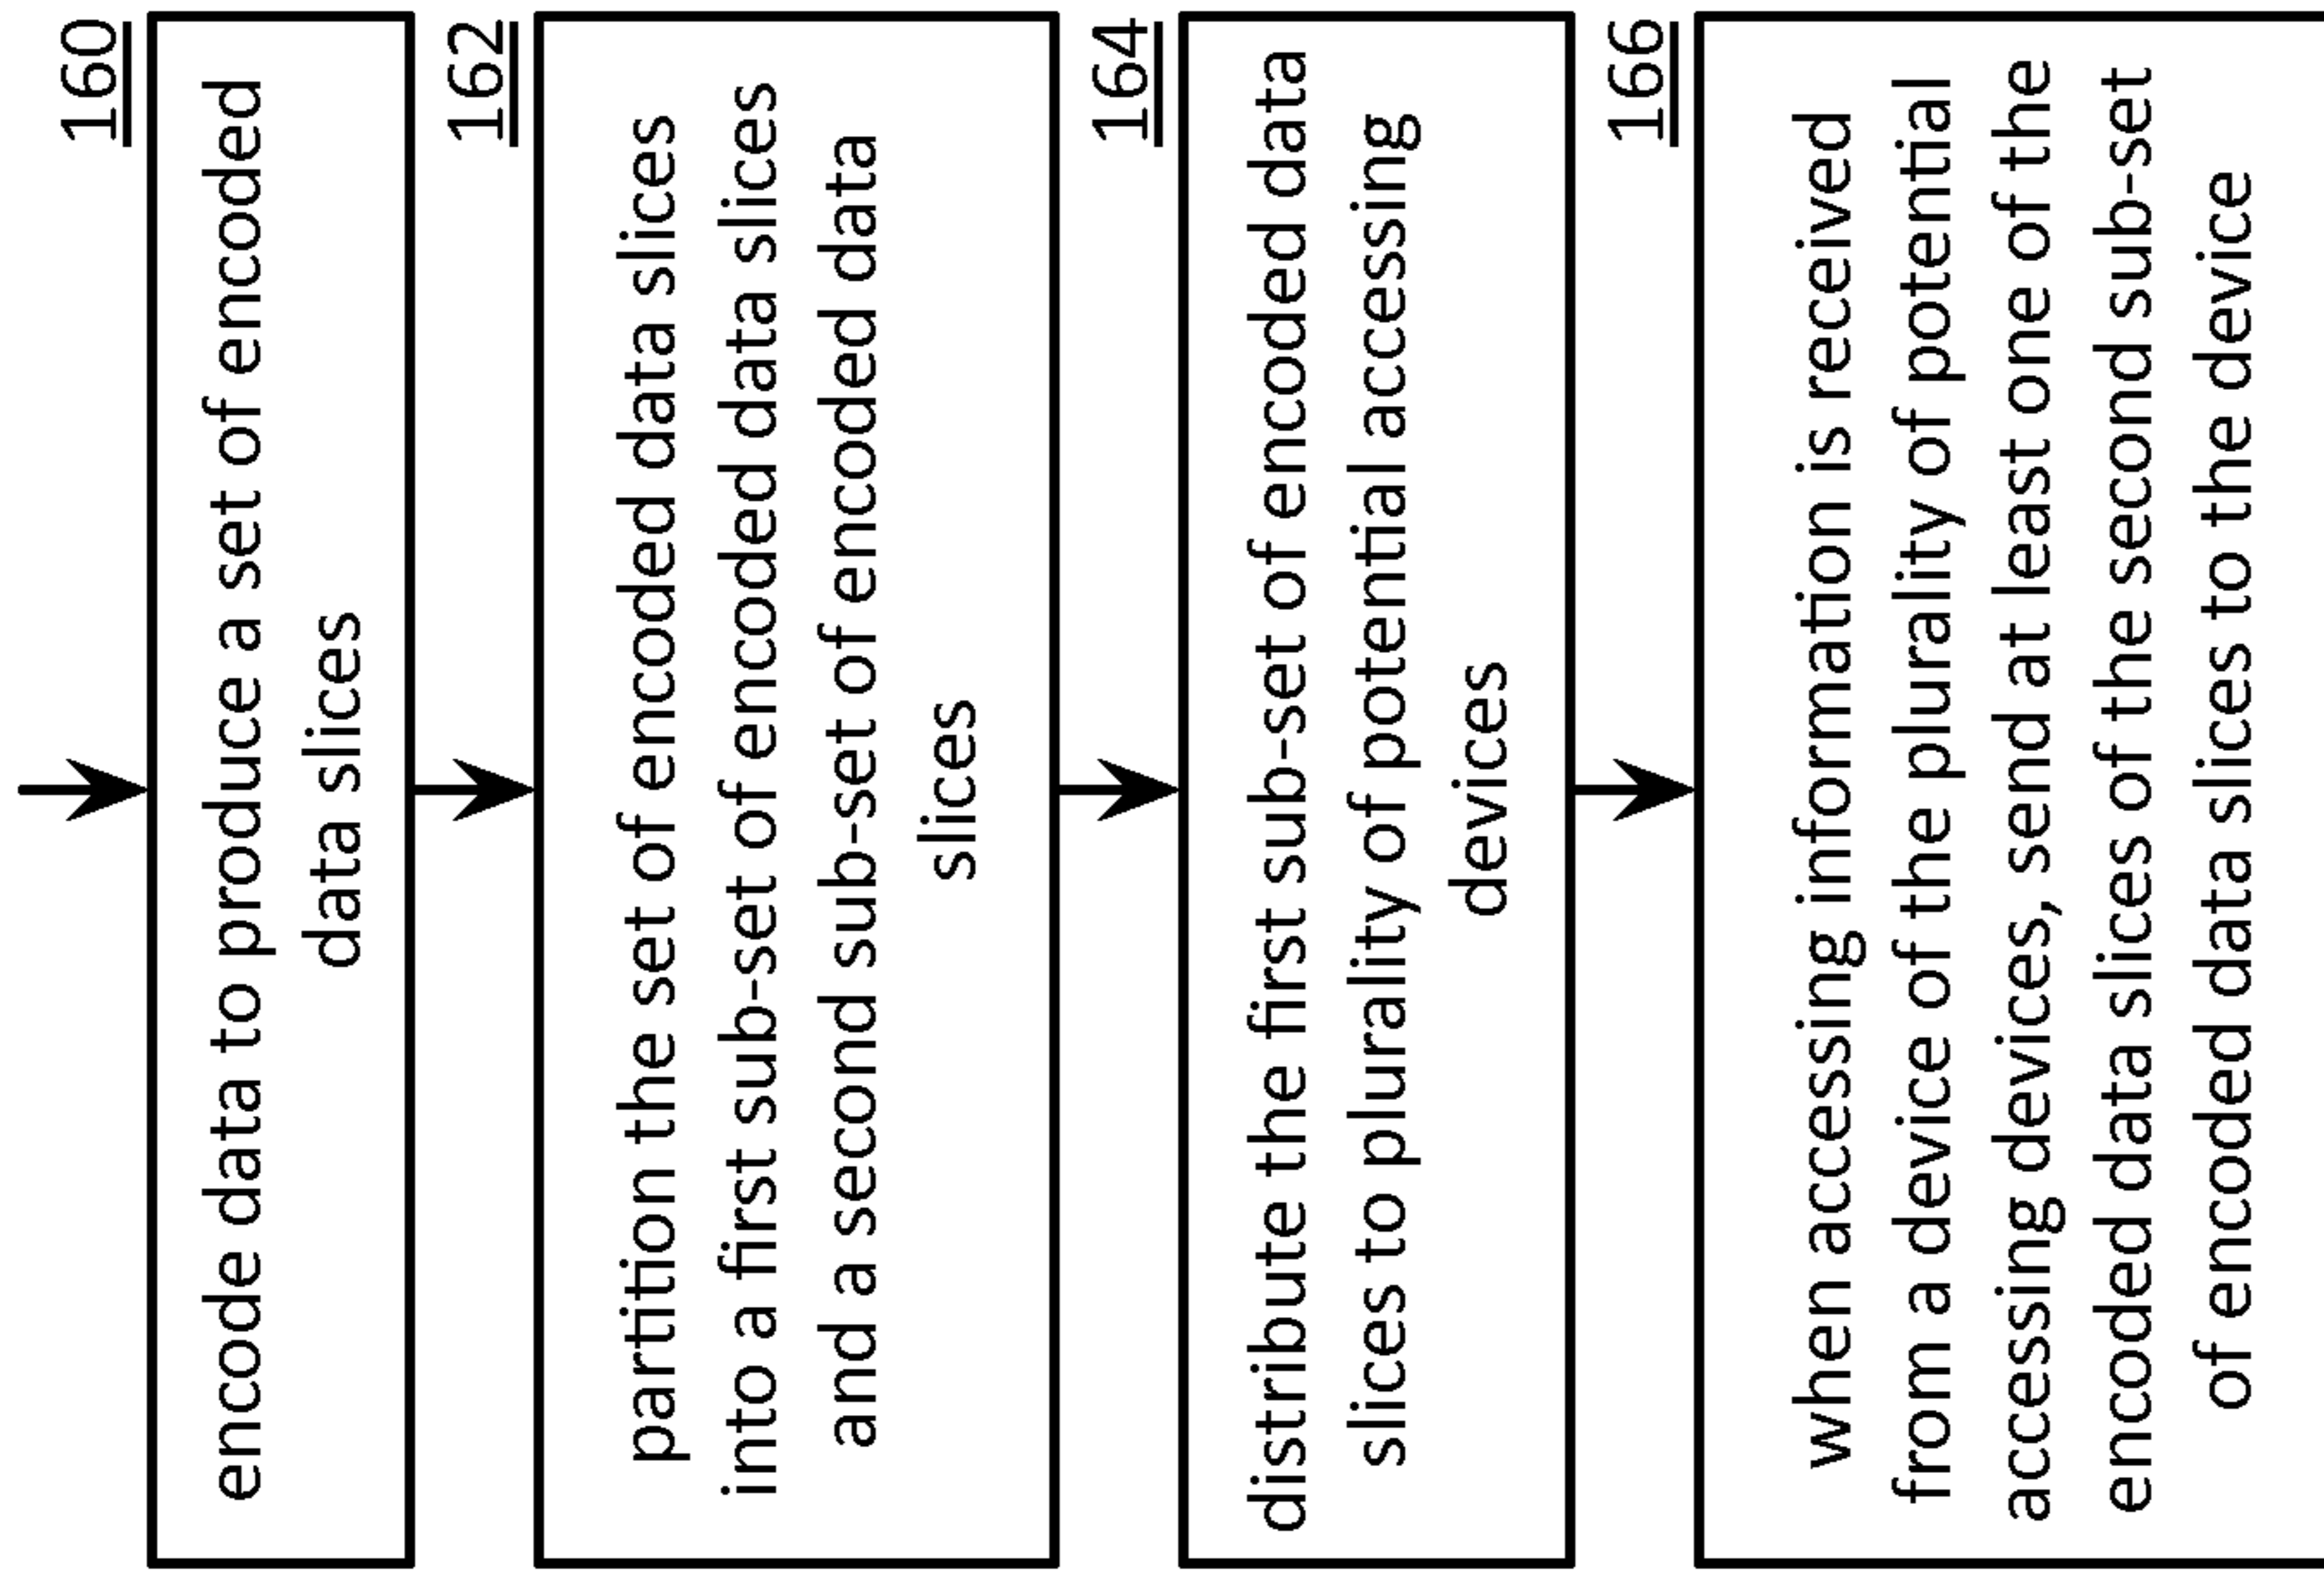 160
encode data to produce a set of encoded
data slices
162
partition the set of encoded data slices
into a first sub-set of encoded data slices
and a second sub-set of encoded data
slices
164
distribute the first sub-set of encoded data
slices to plurality of potential accessing
devices
166
when accessing information is received
from a device of the plurality of potential
accessing devices, send at least one of the
encoded data slices of the second sub-set
of encoded data slices to the device